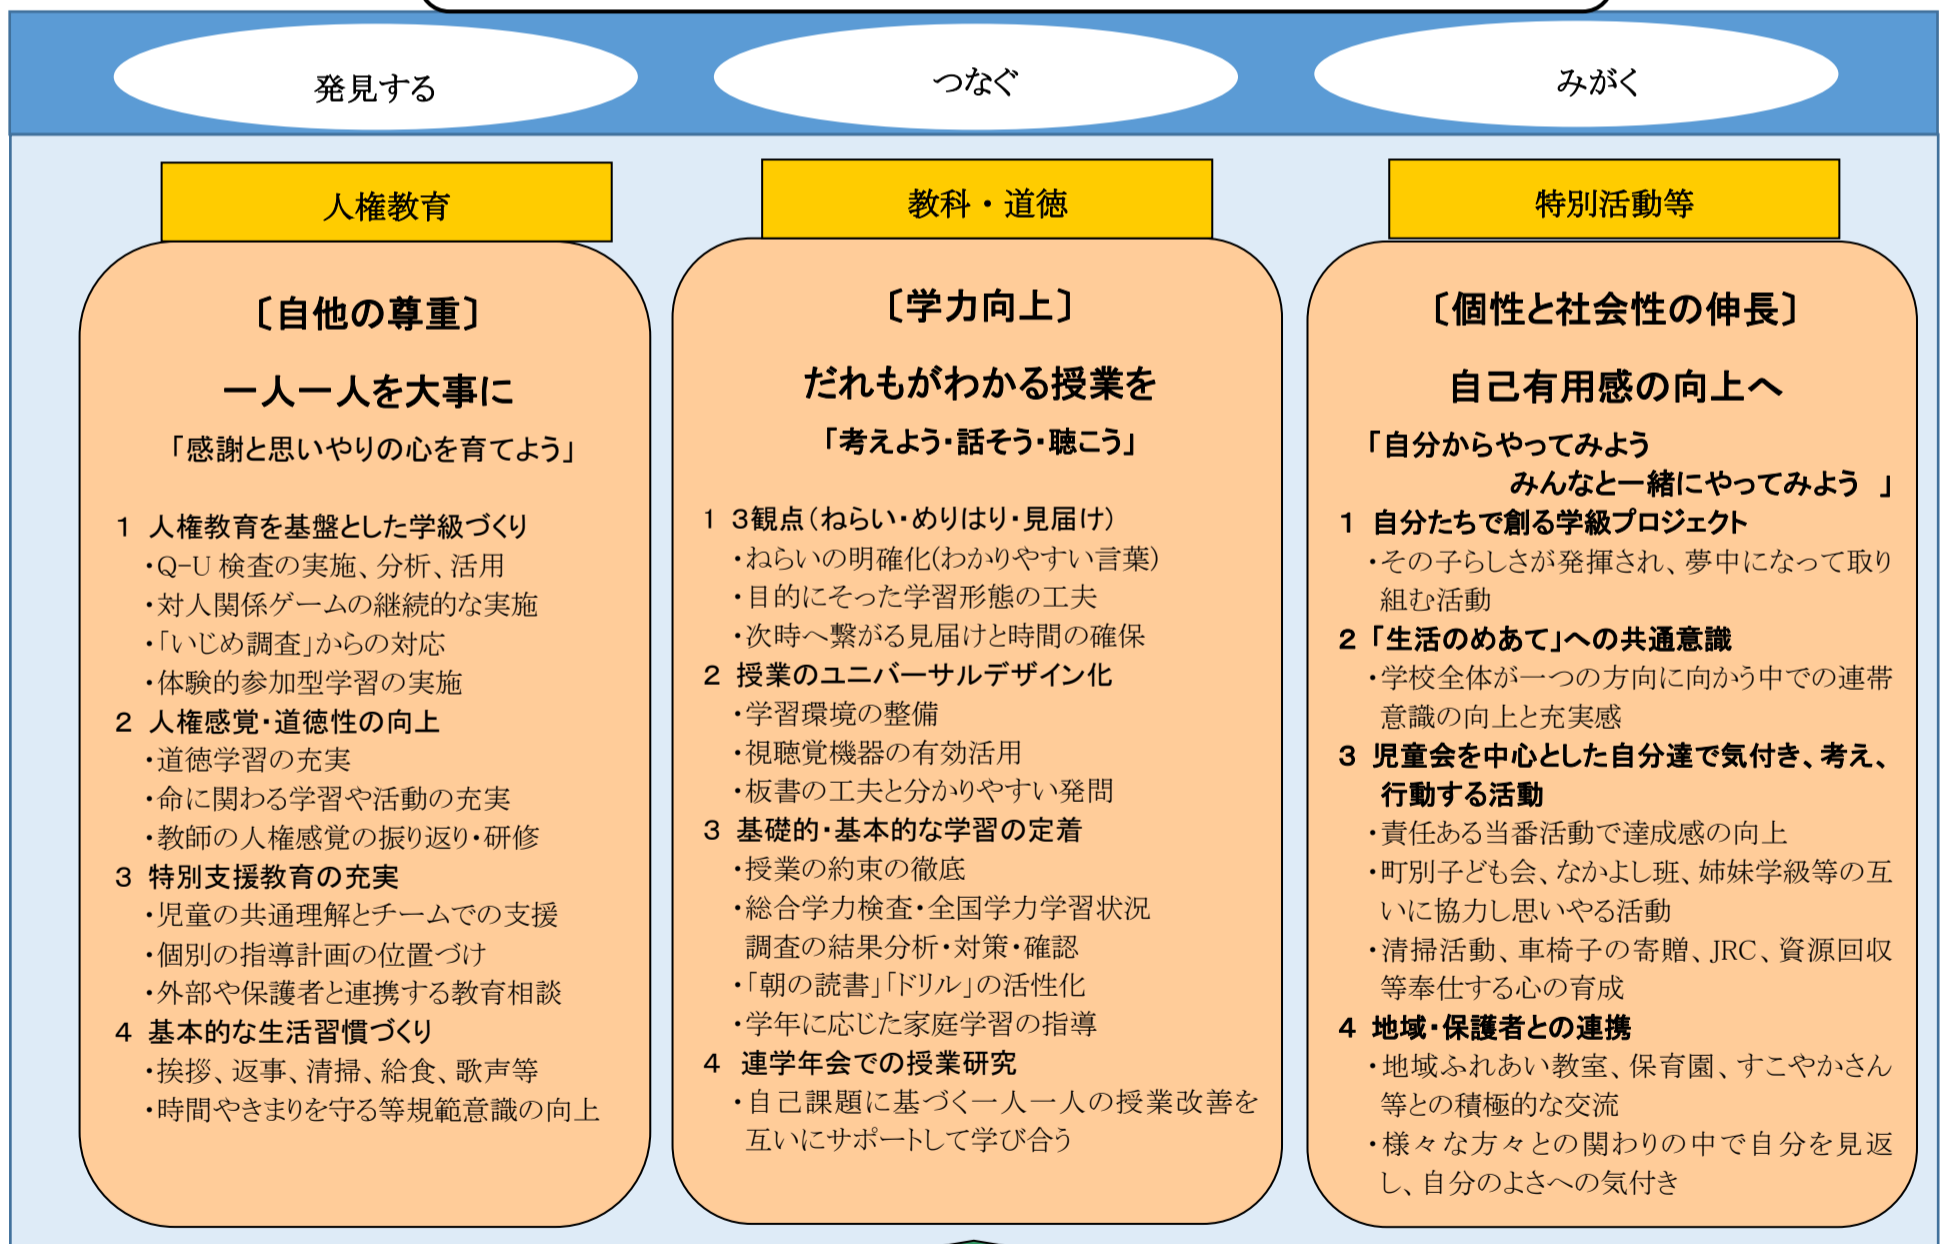 発見する
つなぐ
みがく
人権教育
〔自他の尊重〕
一人一人を大事に
「感謝と思いやりの心を育てよう」
１ 人権教育を基盤とした学級づくり
・Q-U 検査の実施、分析、活用
・対人関係ゲームの継続的な実施
・「いじめ調査」からの対応
・体験的参加型学習の実施
２ 人権感覚・道徳性の向上
・道徳学習の充実
・命に関わる学習や活動の充実
・教師の人権感覚の振り返り・研修
３ 特別支援教育の充実
・児童の共通理解とチームでの支援
・個別の指導計画の位置づけ
・外部や保護者と連携する教育相談
４ 基本的な生活習慣づくり
・挨拶、返事、清掃、給食、歌声等
・時間やきまりを守る等規範意識の向上
教科・道徳
〔学力向上〕
だれもがわかる授業を
「考えよう・話そう・聴こう」
１ ３観点（ねらい・めりはり・見届け）
・ねらいの明確化(わかりやすい言葉)
・目的にそった学習形態の工夫
・次時へ繋がる見届けと時間の確保
２ 授業のユニバーサルデザイン化
・学習環境の整備
・視聴覚機器の有効活用
・板書の工夫と分かりやすい発問
３ 基礎的・基本的な学習の定着
・授業の約束の徹底
・総合学力検査・全国学力学習状況
調査の結果分析・対策・確認
・「朝の読書」「ドリル」の活性化
・学年に応じた家庭学習の指導
４ 連学年会での授業研究
・自己課題に基づく一人一人の授業改善を
互いにサポートして学び合う
特別活動等
〔個性と社会性の伸長〕
自己有用感の向上へ
「自分からやってみよう
みんなと一緒にやってみよう 」
１ 自分たちで創る学級プロジェクト
・その子らしさが発揮され、夢中になって取り
組む活動
２ 「生活のめあて」への共通意識
・学校全体が一つの方向に向かう中での連帯
意識の向上と充実感
３ 児童会を中心とした自分達で気付き、考え、
行動する活動
・責任ある当番活動で達成感の向上
・町別子ども会、なかよし班、姉妹学級等の互
いに協力し思いやる活動
・清掃活動、車椅子の寄贈、JRC、資源回収
等奉仕する心の育成
４ 地域・保護者との連携
・地域ふれあい教室、保育園、すこやかさん
等との積極的な交流
・様々な方々との関わりの中で自分を見返
し、自分のよさへの気付き